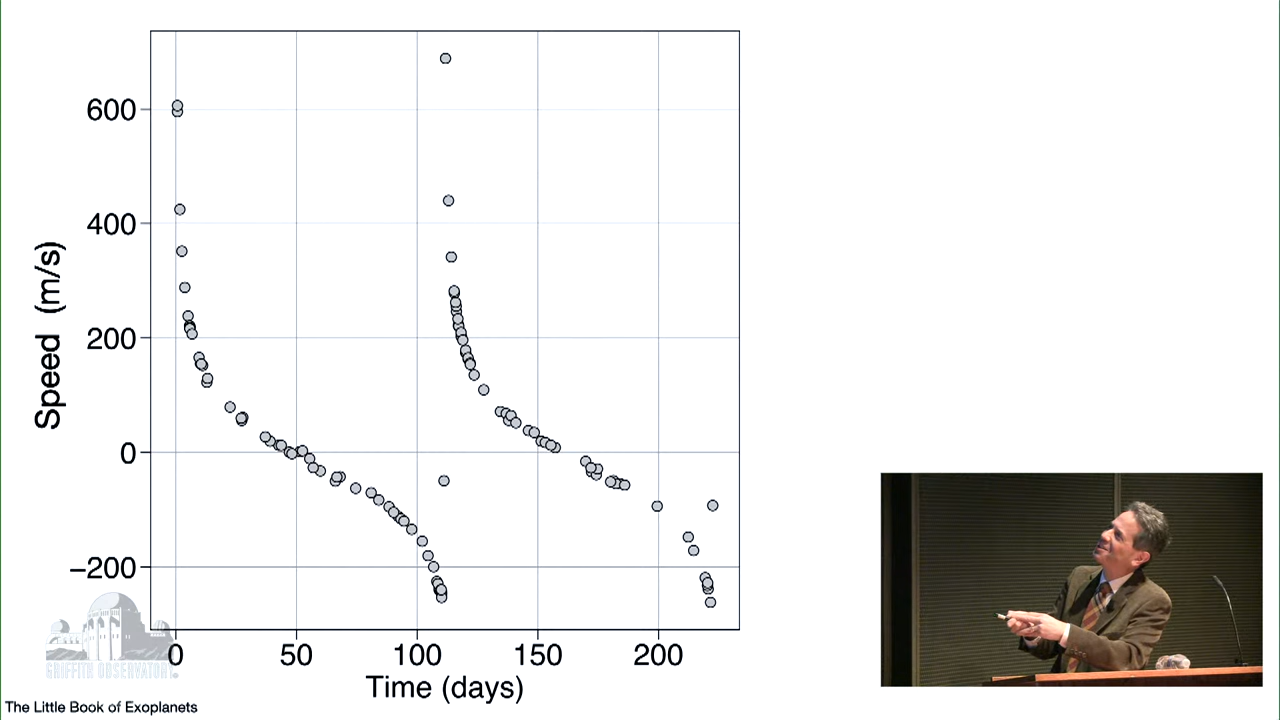 600
400
200
0
−200
Speed (m/s)
0 50 100 150 200
Time (days)
GRIFFITH OBSERVATORY
The Little Book of Exoplanets